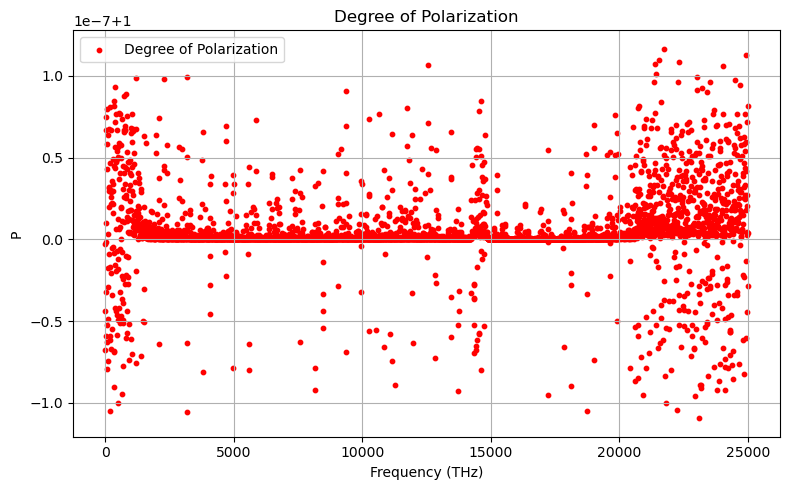 Degree of Polarization
1e−7+1
Degree of Polarization
1.0
0.5
0.0
−0.5
−1.0
P
0
5000
10000
15000
20000
25000
Frequency (THz)